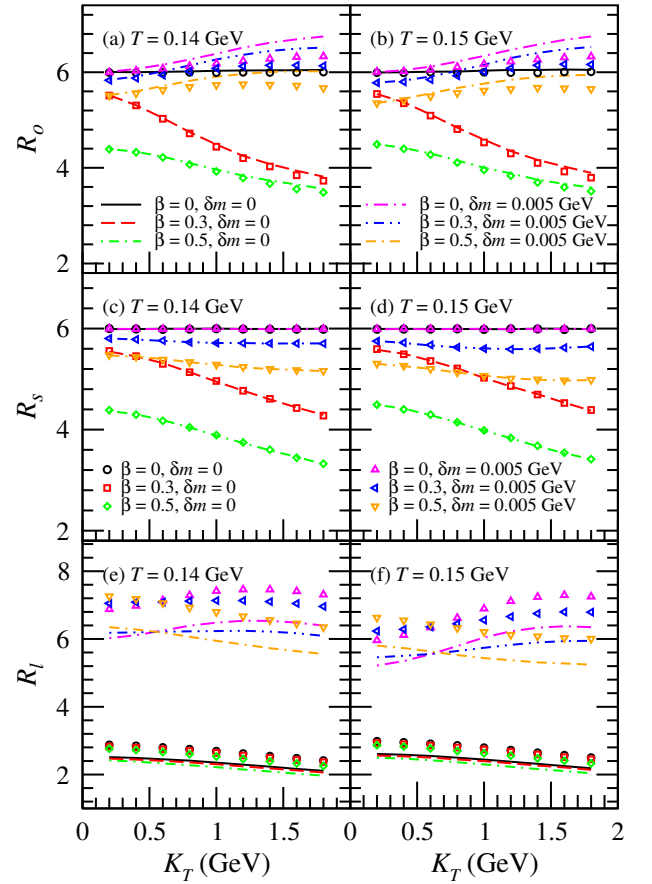 (a) T = 0.14 GeV
(b) T = 0.15 GeV
6
4
2
R_o
β = 0, δm = 0
β = 0.3, δm = 0
β = 0.5, δm = 0
β = 0, δm = 0.005 GeV
β = 0.3, δm = 0.005 GeV
β = 0.5, δm = 0.005 GeV
(c) T = 0.14 GeV
(d) T = 0.15 GeV
6
4
2
R_s
β = 0, δm = 0
β = 0.3, δm = 0
β = 0.5, δm = 0
β = 0, δm = 0.005 GeV
β = 0.3, δm = 0.005 GeV
β = 0.5, δm = 0.005 GeV
(e) T = 0.14 GeV
(f) T = 0.15 GeV
8
6
4
2
R_l
0 0.5 1 1.5 0 0.5 1 1.5 2
K_T (GeV) K_T (GeV)